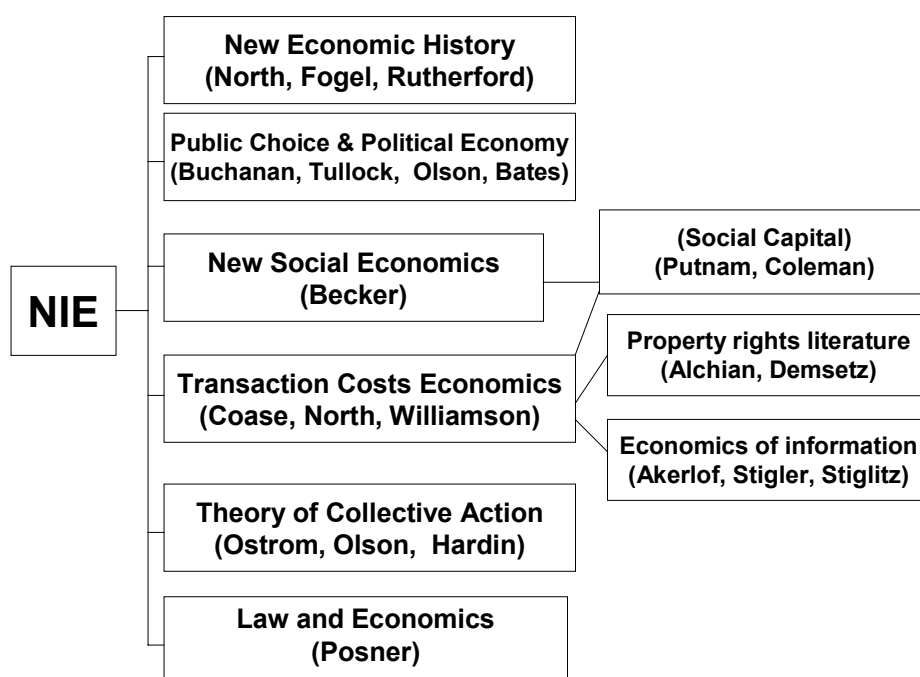 NIE
New Economic History
(North, Fogel, Rutherford)
Public Choice & Political Economy
(Buchanan, Tullock, Olson, Bates)
New Social Economics
(Becker)
Transaction Costs Economics
(Coase, North, Williamson)
Theory of Collective Action
(Ostrom, Olson, Hardin)
Law and Economics
(Posner)
(Social Capital)
(Putnam, Coleman)
Property rights literature
(Alchian, Demsetz)
Economics of information
(Akerlof, Stigler, Stiglitz)